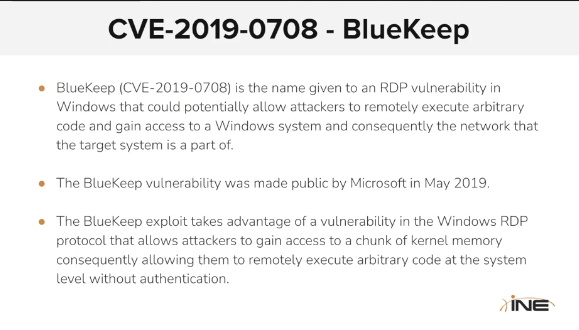 CVE-2019-0708 - BlueKeep
● BlueKeep (CVE-2019-0708) is the name given to an RDP vulnerability in
Windows that could potentially allow attackers to remotely execute arbitrary
code and gain access to a Windows system and consequently the network that
the target system is a part of.
● The BlueKeep vulnerability was made public by Microsoft in May 2019.
● The BlueKeep exploit takes advantage of a vulnerability in the Windows RDP
protocol that allows attackers to gain access to a chunk of kernel memory
consequently allowing them to remotely execute arbitrary code at the system
level without authentication.
INE